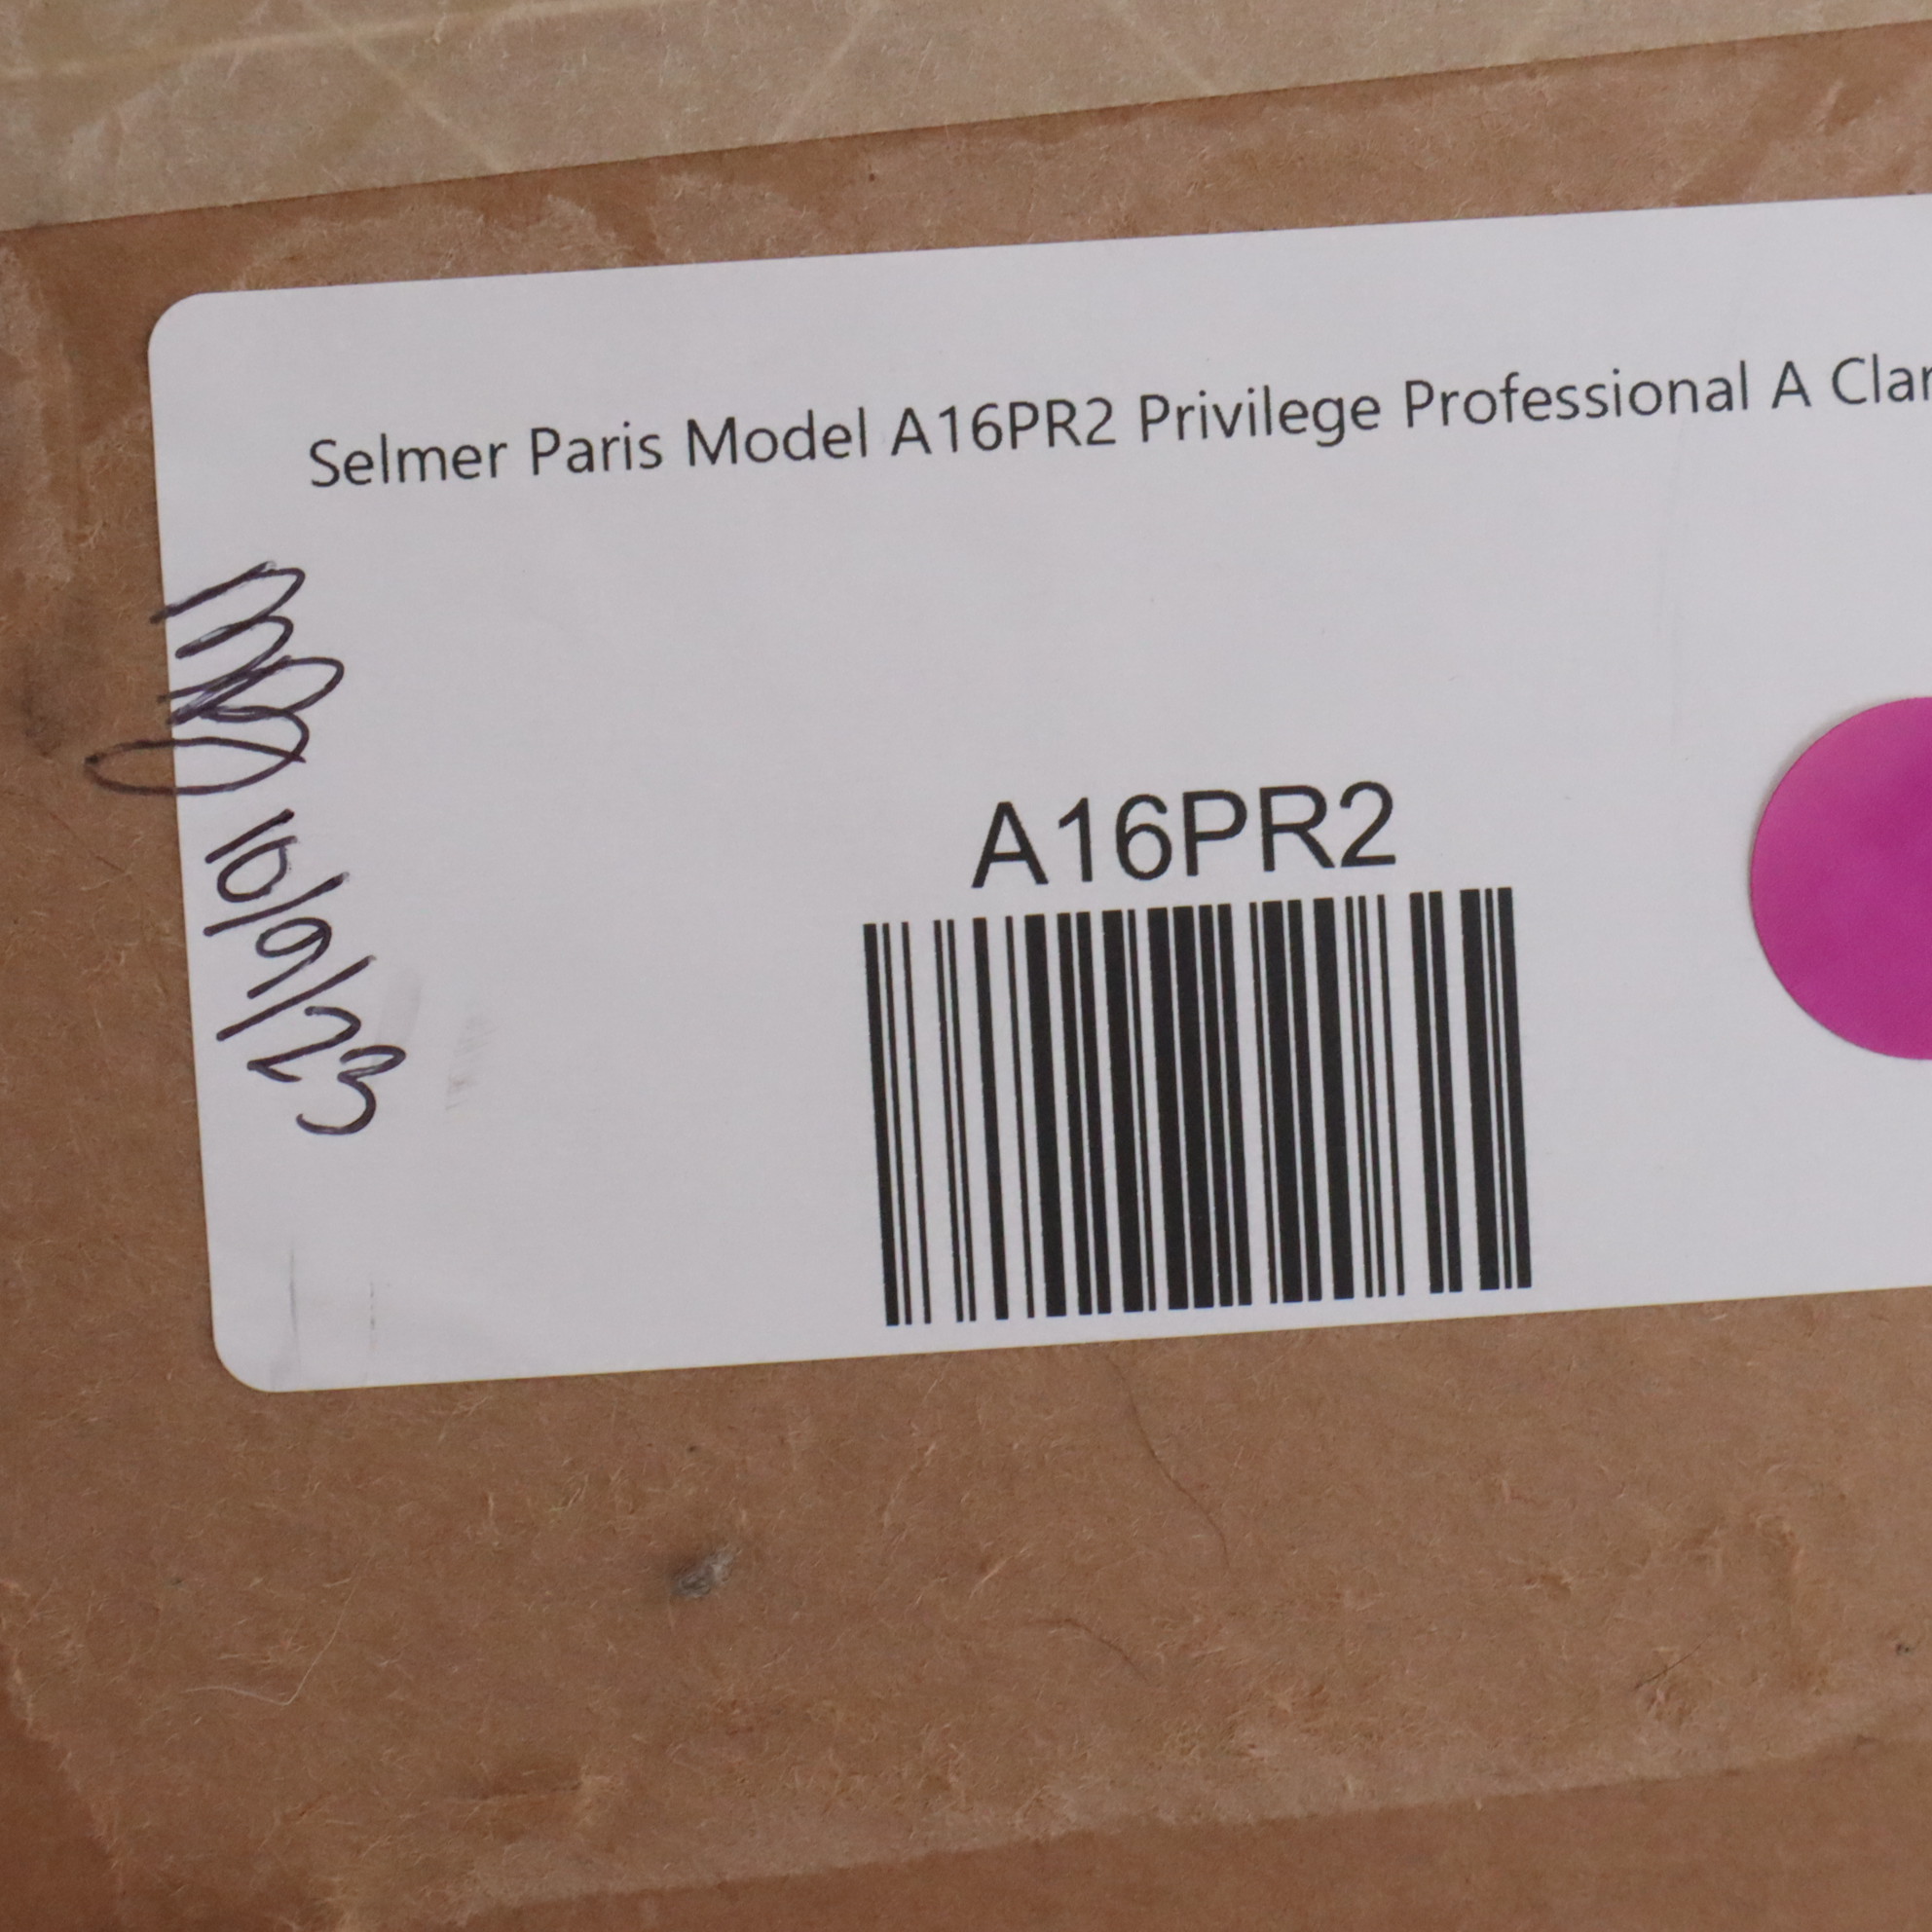 Selmer Paris Model A16PR2 Privilege Professional A Clar
A16PR2
10/9/23